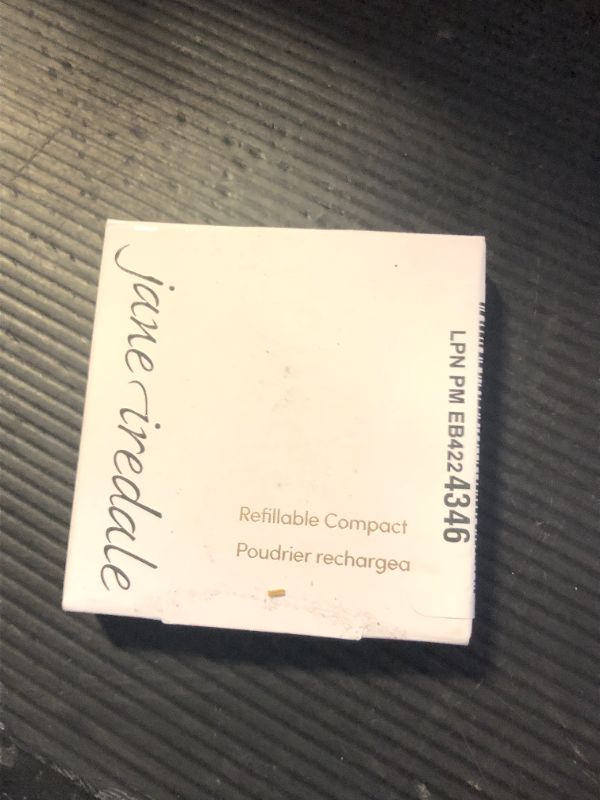 jane iredale
Refillable Compact
Poudrier rechargea
LPN PM EB4224346